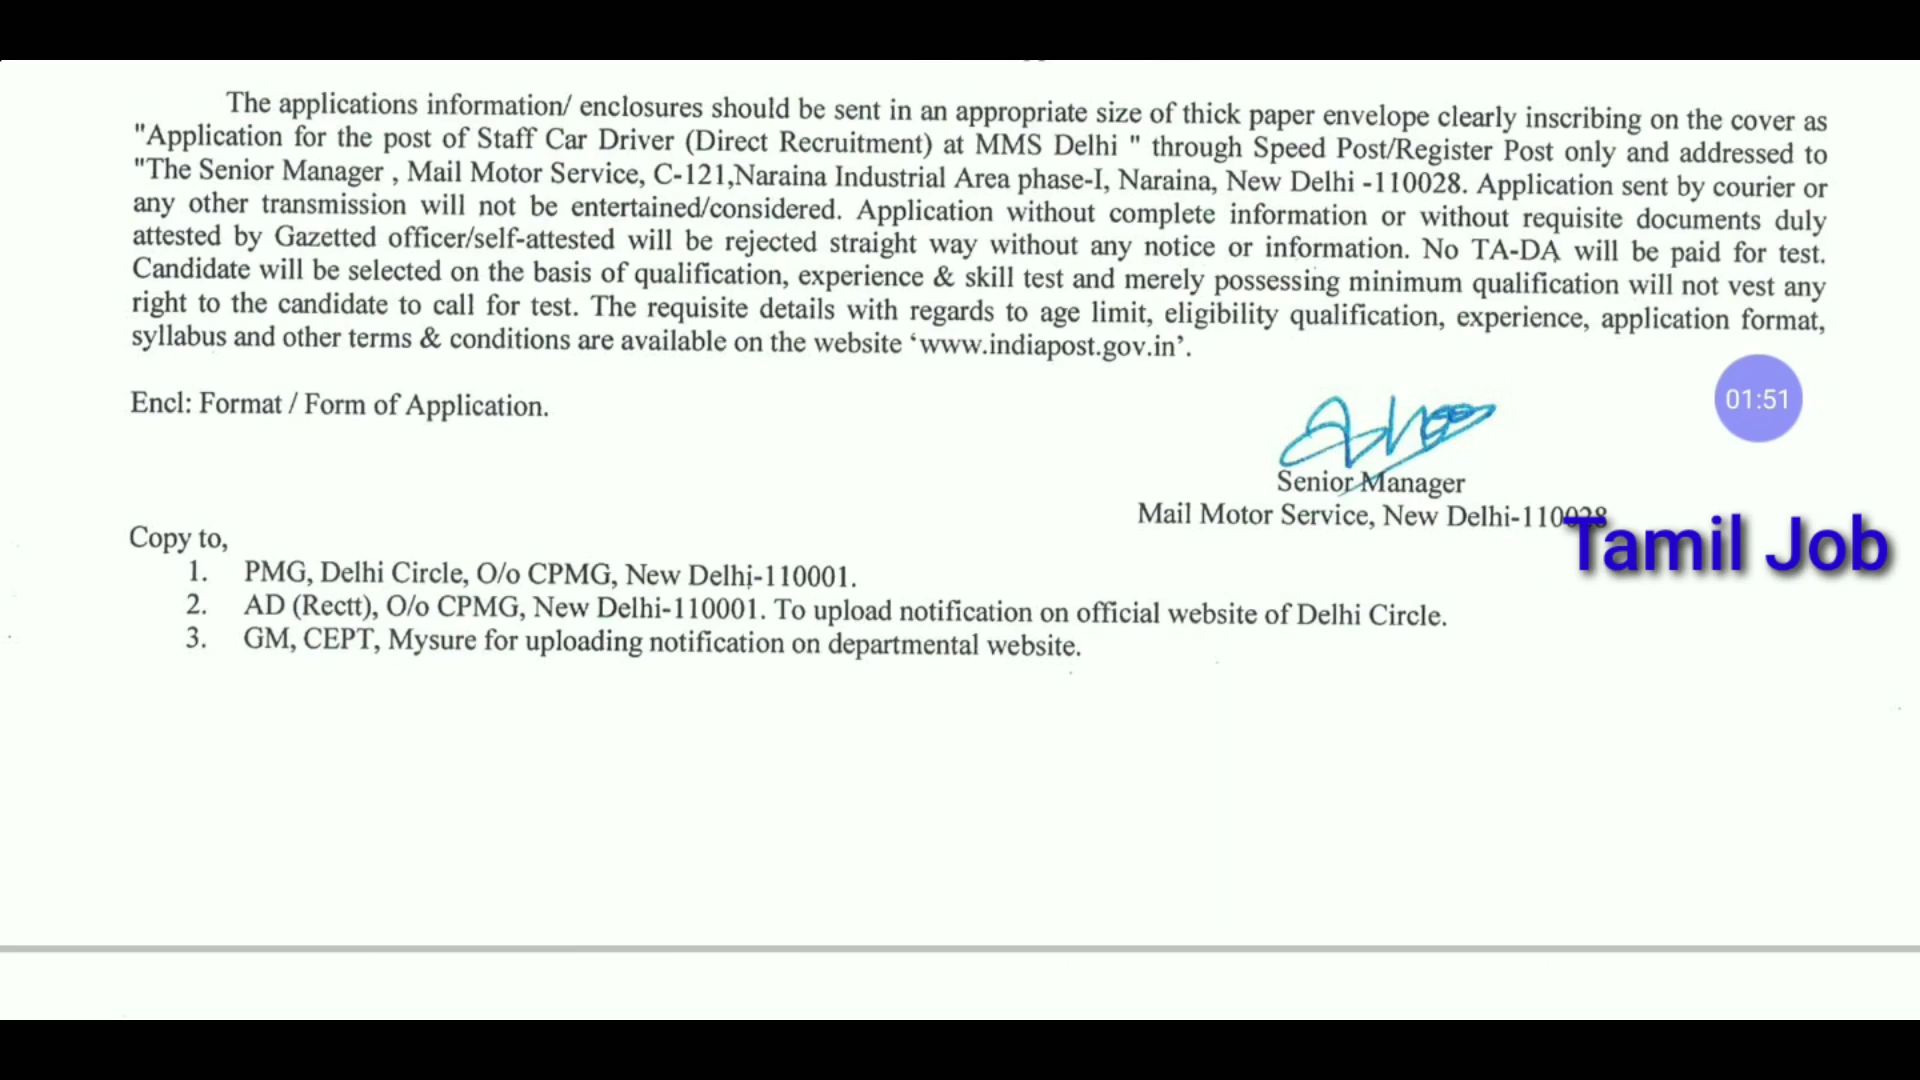 The applications information/ enclosures should be sent in an appropriate size of thick paper envelope clearly inscribing on the cover as
"Application for the post of Staff Car Driver (Direct Recruitment) at MMS Delhi " through Speed Post/Register Post only and addressed to
"The Senior Manager , Mail Motor Service, C-121,Naraina Industrial Area phase-I, Naraina, New Delhi -110028. Application sent by courier or
any other transmission will not be entertained/considered. Application without complete information or without requisite documents duly
attested by Gazetted officer/self-attested will be rejected straight way without any notice or information. No TA-DA will be paid for test.
Candidate will be selected on the basis of qualification, experience & skill test and merely possessing minimum qualification will not vest any
right to the candidate to call for test. The requisite details with regards to age limit, eligibility qualification, experience, application format,
syllabus and other terms & conditions are available on the website ‘www.indiapost.gov.in’.
Encl: Format / Form of Application.
01:51
Senior Manager
Mail Motor Service, New Delhi-110028
Tamil Job
Copy to,
1. PMG, Delhi Circle, O/o CPMG, New Delhi-110001.
2. AD (Rectt), O/o CPMG, New Delhi-110001. To upload notification on official website of Delhi Circle.
3. GM, CEPT, Mysure for uploading notification on departmental website.